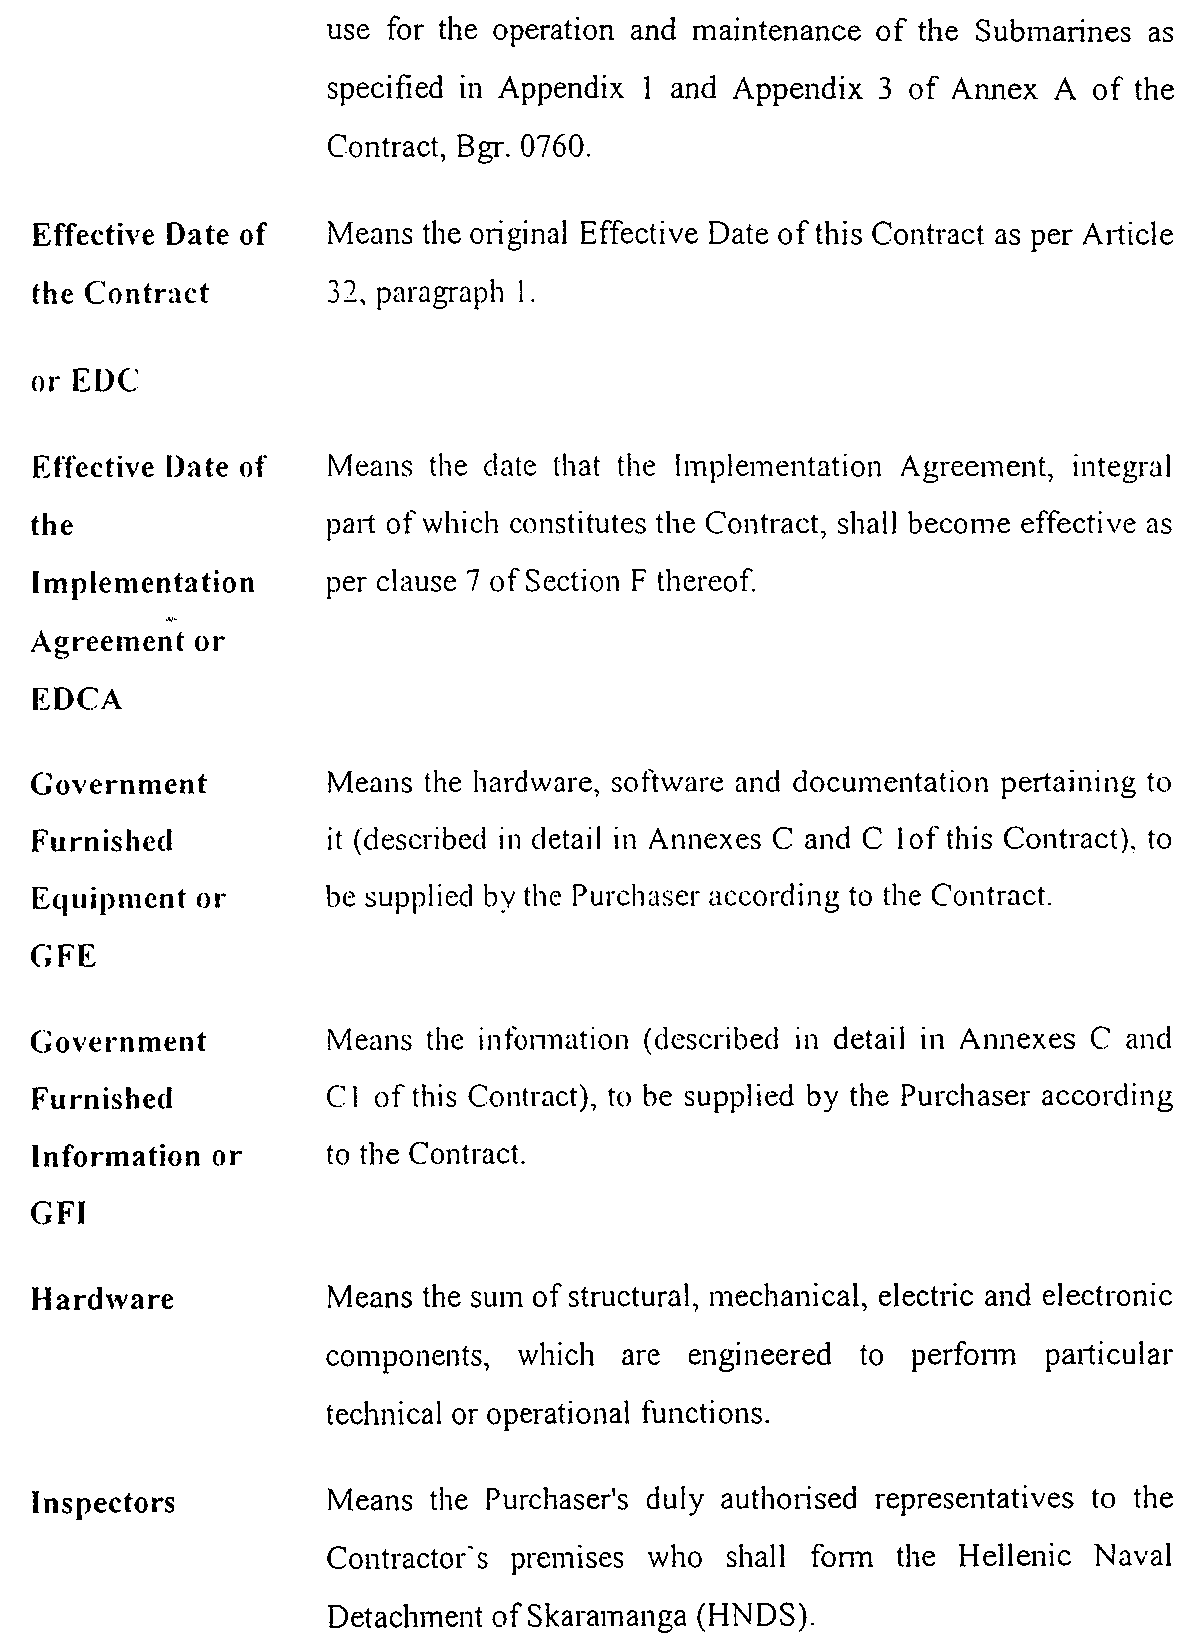 use for the operation and maintenance of the Submarines as
specified in Appendix 1 and Appendix 3 of Annex A of the
Contract, Bgr. 0760.
Effective Date of
the Contract
or EDC
Means the original Effective Date of this Contract as per Article
32, paragraph 1.
Effective Date of
the
Implementation
Agreement or
EDCA
Means the date that the Implementation Agreement, integral
part of which constitutes the Contract, shall become effective as
per clause 7 of Section F thereof.
Government
Furnished
Equipment or
GFE
Means the hardware, software and documentation pertaining to
it (described in detail in Annexes C and C 1of this Contract), to
be supplied by the Purchaser according to the Contract.
Government
Furnished
Information or
GFI
Means the information (described in detail in Annexes C and
C1 of this Contract), to be supplied by the Purchaser according
to the Contract.
Hardware
Means the sum of structural, mechanical, electric and electronic
components, which are engineered to perform particular
technical or operational functions.
Inspectors
Means the Purchaser's duly authorised representatives to the
Contractor's premises who shall form the Hellenic Naval
Detachment of Skaramanga (HNDS).